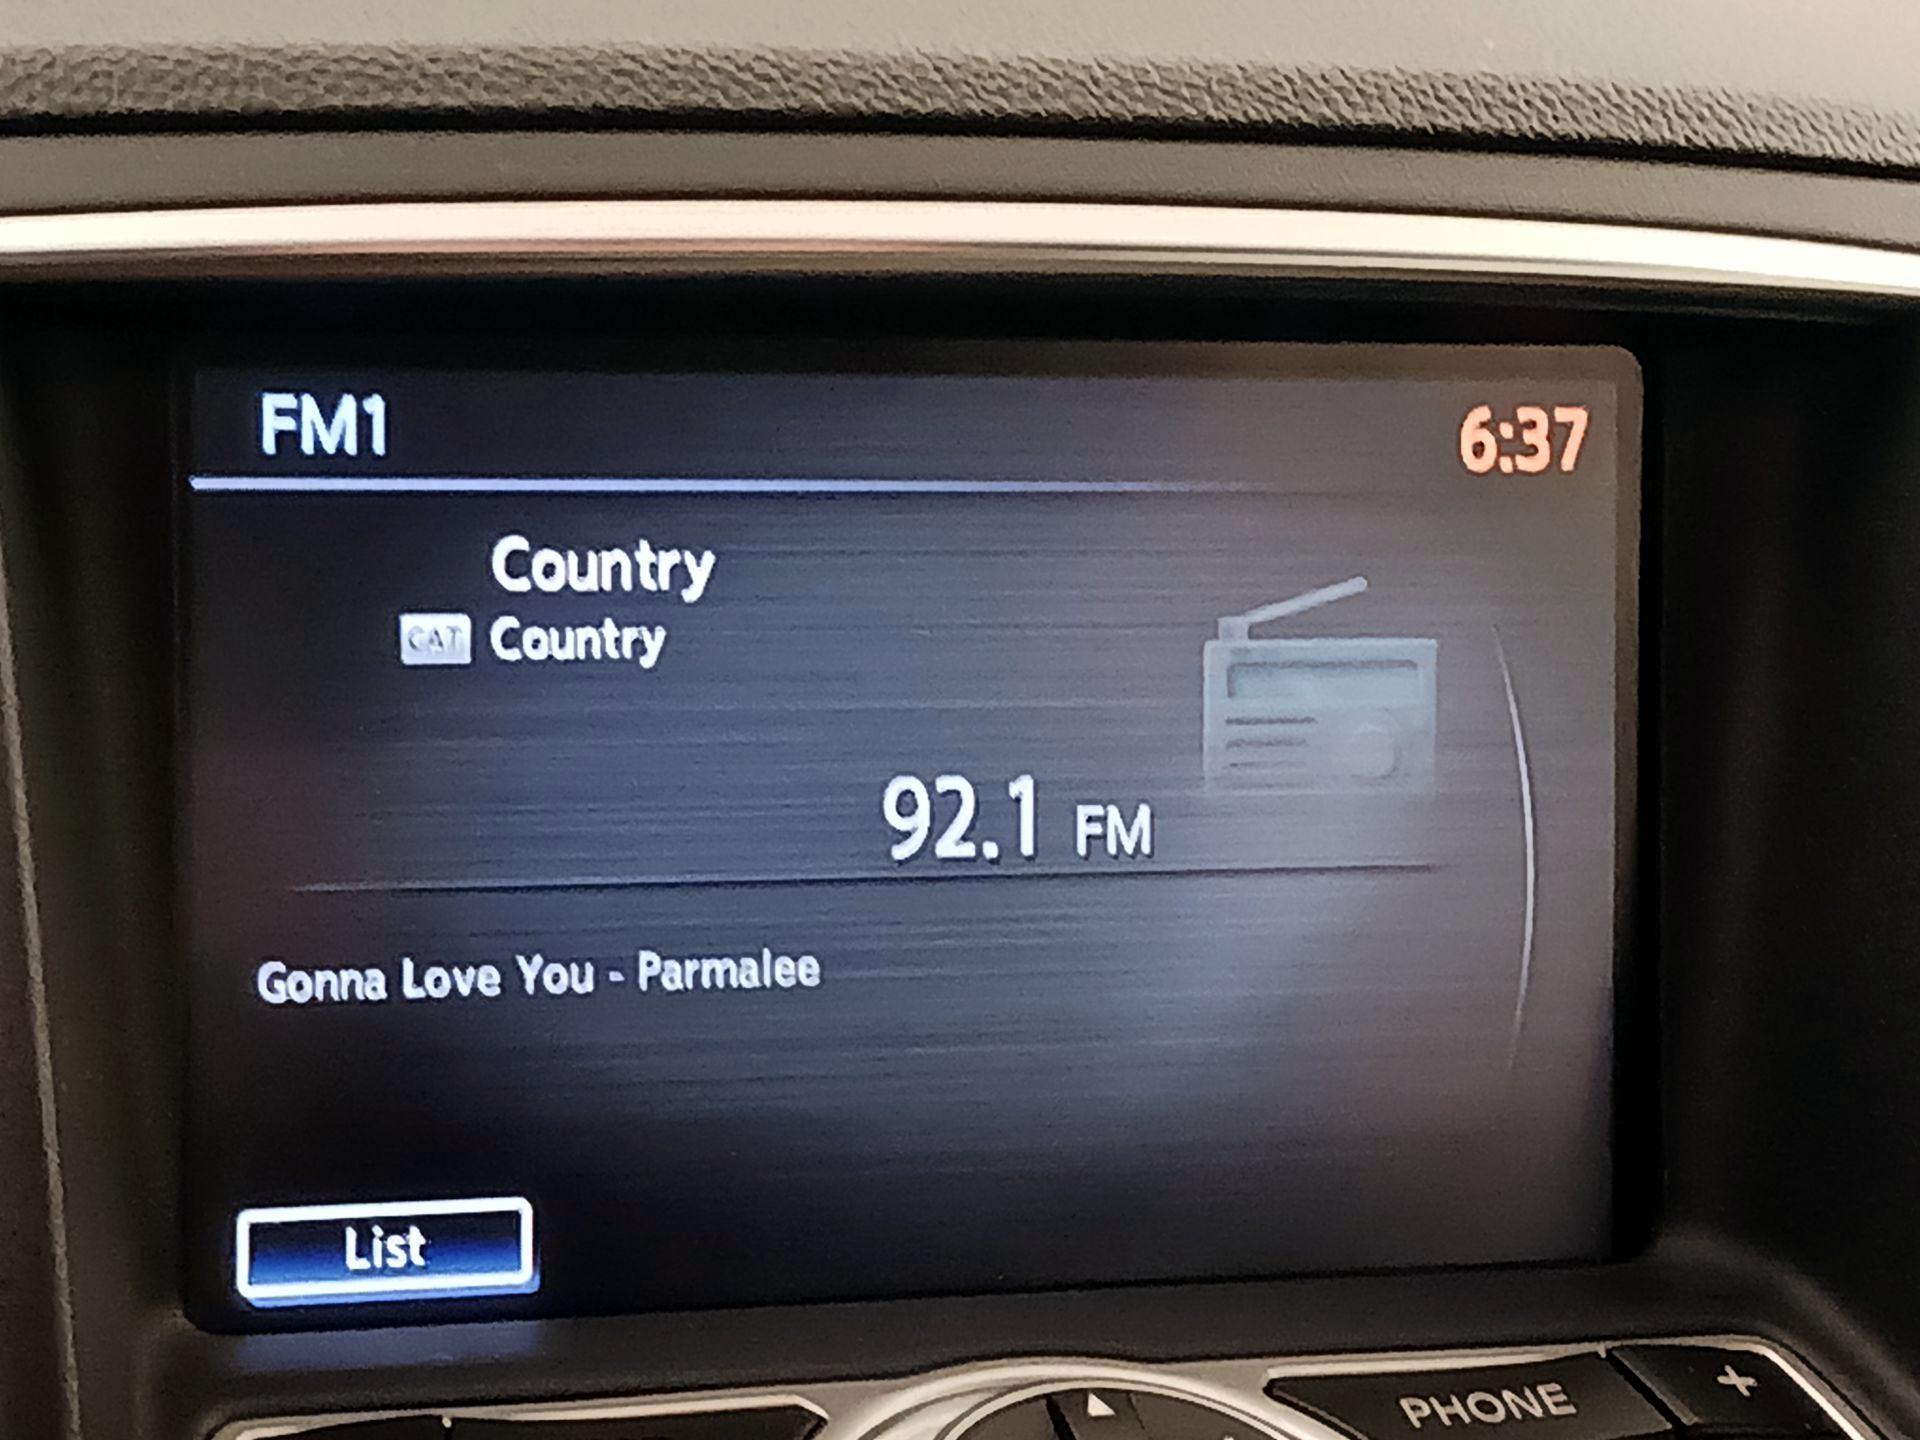 FM1
6:37
Country
CAT Country
92.1 FM
Gonna Love You - Parmalee
List
PHONE
+